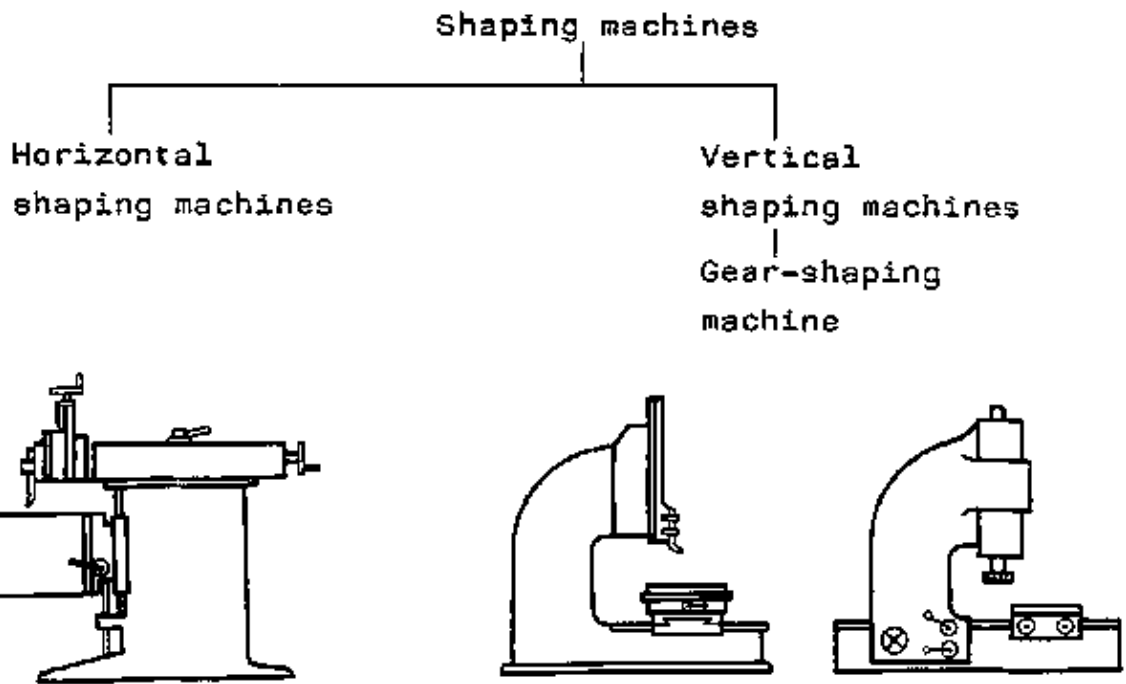 Shaping machines
Horizontal
shaping machines
Vertical
shaping machines
Gear-shaping
machine